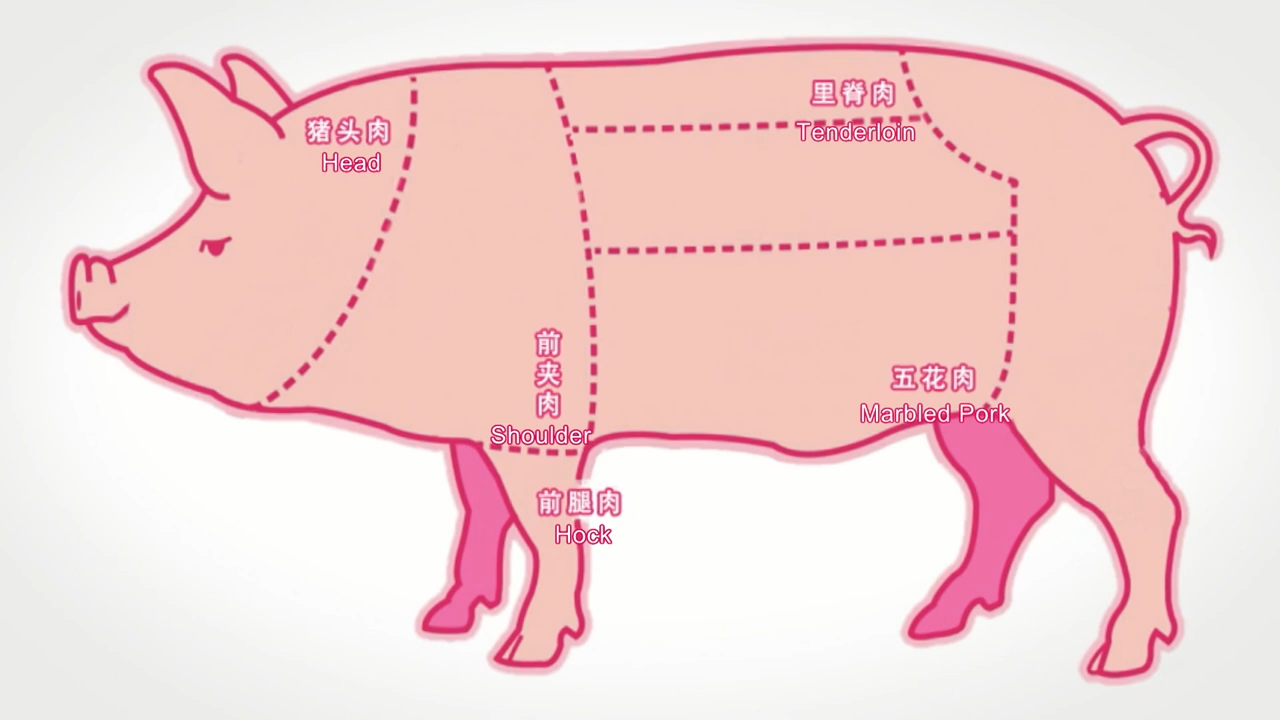 猪头肉
Head
里脊肉
Tenderloin
前夹肉
Shoulder
五花肉
Marbled Pork
前腿肉
Hock